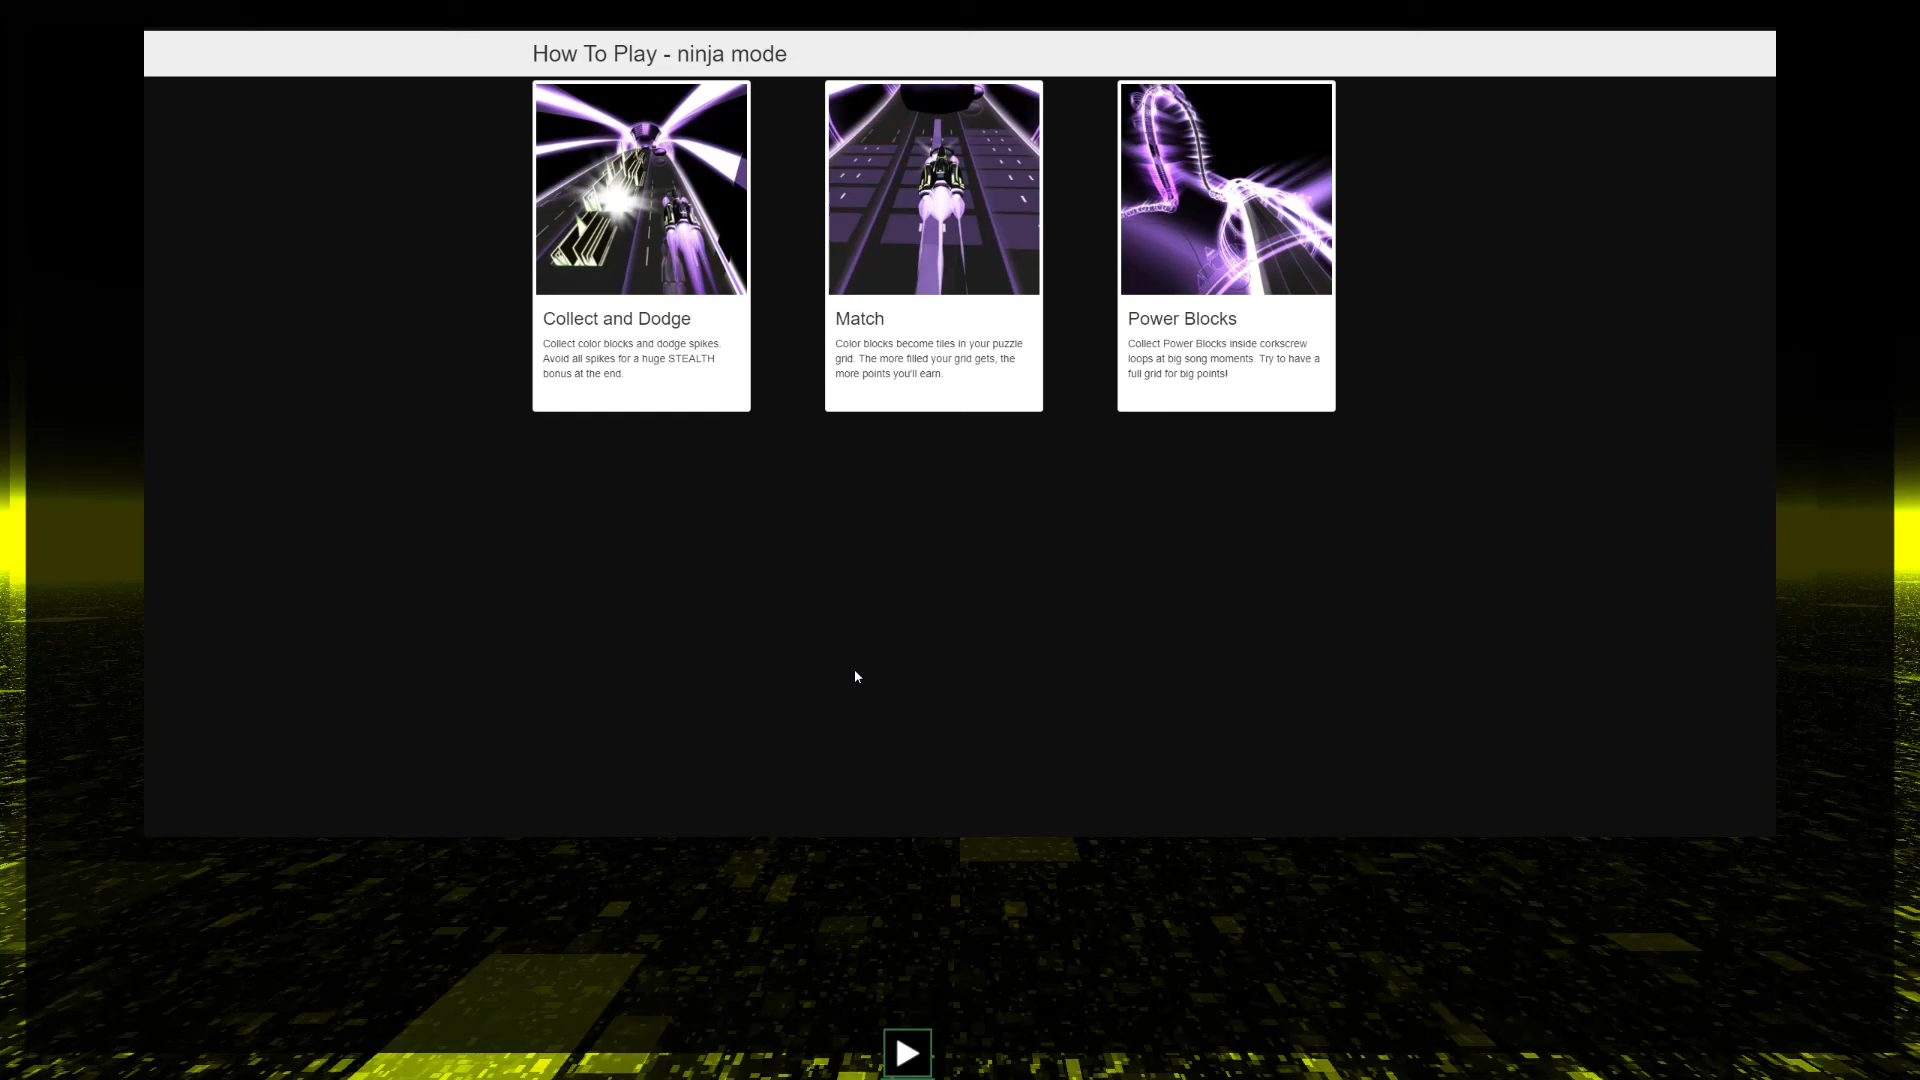 How To Play - ninja mode
Collect and Dodge
Collect color blocks and dodge spikes.
Avoid all spikes for a huge STEALTH
bonus at the end.
Match
Color blocks become tiles in your puzzle
grid. The more filled your grid gets, the
more points you'll earn.
Power Blocks
Collect Power Blocks inside corkscrew
loops at big song moments. Try to have a
full grid for big points!